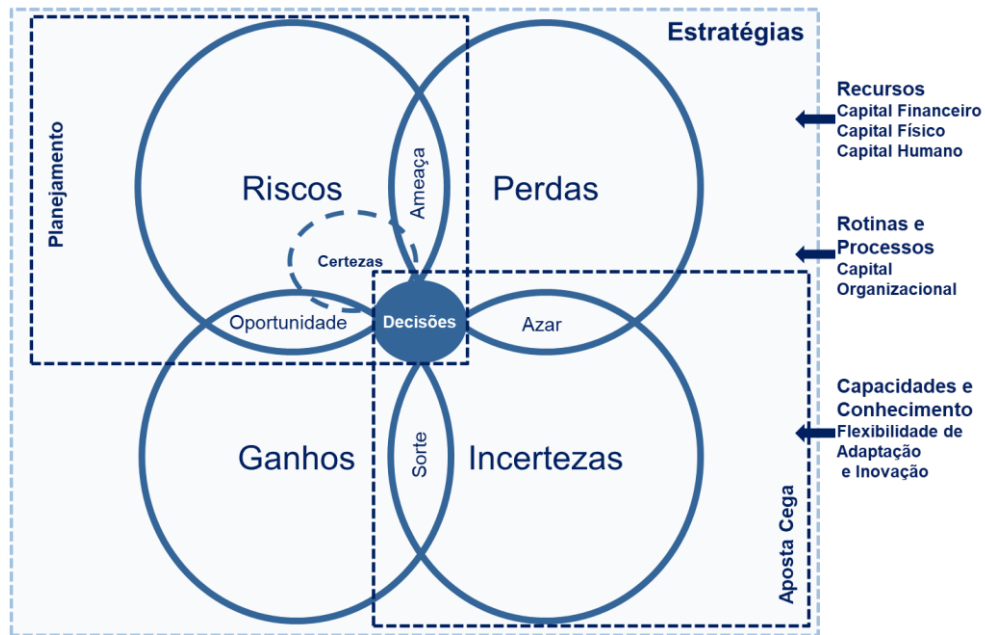 Estratégias
Planejamento
Riscos
Ameaça
Perdas
Certezas
Oportunidade
Decisões
Azar
Ganhos
Sorte
Incertezas
Aposta Cega
Recursos
Capital Financeiro
Capital Físico
Capital Humano
Rotinas e
Processos
Capital
Organizacional
Capacidades e
Conhecimento
Flexibilidade de
Adaptação
e Inovação